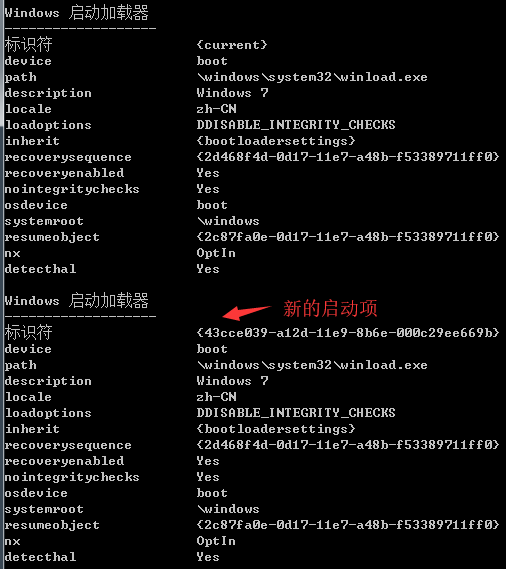 Windows 启动加载器
-------------------
标识符 {current}
device boot
path \windows\system32\winload.exe
description Windows 7
locale zh-CN
loadoptions DDISABLE_INTEGRITY_CHECKS
inherit {bootloadersettings}
recoverysequence {2d468f4d-0d17-11e7-a48b-f53389711ff0}
recoveryenabled Yes
nointegritychecks Yes
osdevice boot
systemroot \windows
resumeobject {2c87fa0e-0d17-11e7-a48b-f53389711ff0}
nx OptIn
detecthal Yes
Windows 启动加载器
新的启动项
-------------------
标识符 {43cce039-a12d-11e9-8b6e-000c29ee669b}
device boot
path \windows\system32\winload.exe
description Windows 7
locale zh-CN
loadoptions DDISABLE_INTEGRITY_CHECKS
inherit {bootloadersettings}
recoverysequence {2d468f4d-0d17-11e7-a48b-f53389711ff0}
recoveryenabled Yes
nointegritychecks Yes
osdevice boot
systemroot \windows
resumeobject {2c87fa0e-0d17-11e7-a48b-f53389711ff0}
nx OptIn
detecthal Yes